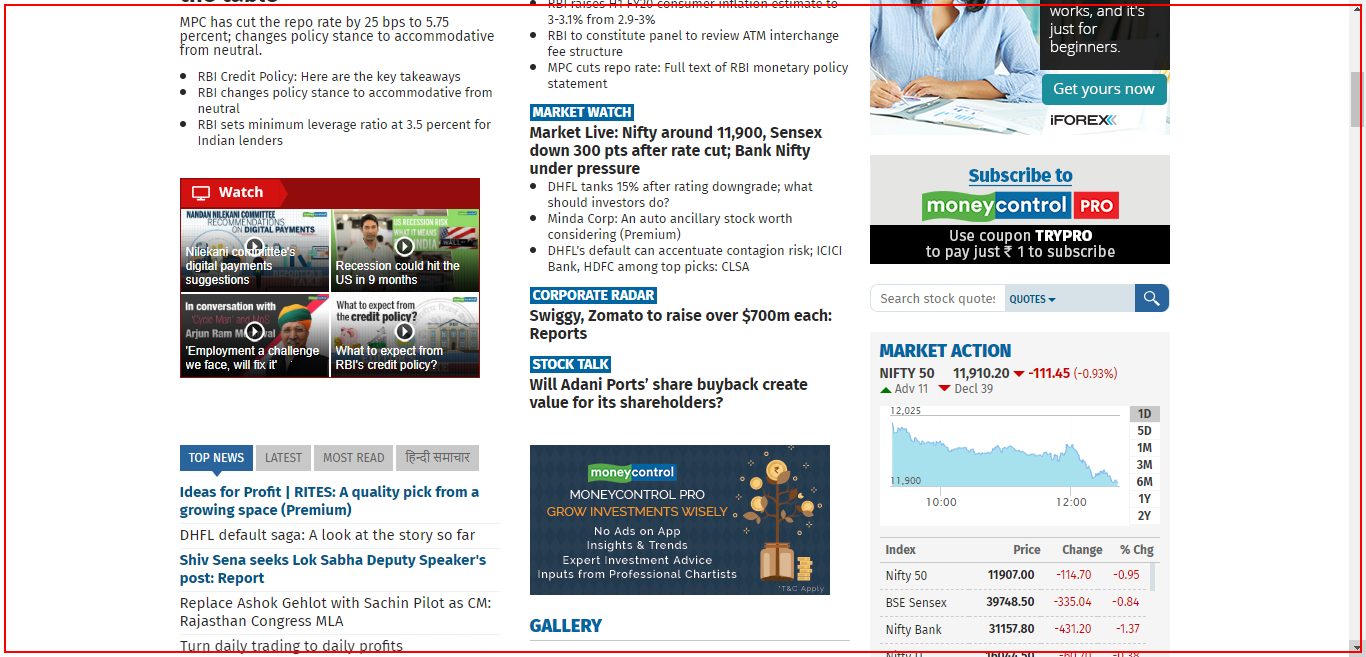 MPC has cut the repo rate by 25 bps to 5.75
percent; changes policy stance to accommodative
from neutral.
RBI Credit Policy: Here are the key takeaways
RBI changes policy stance to accommodative from
neutral
RBI sets minimum leverage ratio at 3.5 percent for
Indian lenders
Watch
NANDAN NILEKANI COMMITTEE
RECOMMENDATIONS
ON DIGITAL PAYMENTS
Nilekani committee's
digital payments
suggestions
US RECESSION RISK
Recession could hit the
US in 9 months
In conversation with
'Cycle Man' and MoS
Arjun Ram Meghwal
'Employment a challenge
we face, will fix it'
What to expect from
the credit policy?
What to expect from
RBI's credit policy?
TOP NEWS
LATEST
MOST READ
हिन्दी समाचार
Ideas for Profit | RITES: A quality pick from a
growing space (Premium)
DHFL default saga: A look at the story so far
Shiv Sena seeks Lok Sabha Deputy Speaker's
post: Report
Replace Ashok Gehlot with Sachin Pilot as CM:
Rajasthan Congress MLA
Turn daily trading to daily profits
RBI raises H1 FY20 consumer inflation estimate to
3-3.1% from 2.9-3%
RBI to constitute panel to review ATM interchange
fee structure
MPC cuts repo rate: Full text of RBI monetary policy
statement
MARKET WATCH
Market Live: Nifty around 11,900, Sensex
down 300 pts after rate cut; Bank Nifty
under pressure
DHFL tanks 15% after rating downgrade; what
should investors do?
Minda Corp: An auto ancillary stock worth
considering (Premium)
DHFL's default can accentuate contagion risk; ICICI
Bank, HDFC among top picks: CLSA
CORPORATE RADAR
Swiggy, Zomato to raise over $700m each:
Reports
STOCK TALK
Will Adani Ports' share buyback create
value for its shareholders?
moneycontrol
MONEYCONTROL PRO
GROW INVESTMENTS WISELY
No Ads on App
Insights & Trends
Expert Investment Advice
Inputs from Professional Chartists
*T&C Apply
GALLERY
works, and it's
just for
beginners.
Get yours now
iFOREX
Subscribe to
moneycontrol PRO
Use coupon TRYPRO
to pay just ₹ 1 to subscribe
Search stock quotes
QUOTES
MARKET ACTION
NIFTY 50 11,910.20 -111.45 (-0.93%)
Adv 11 Decl 39
12,025
11,900
10:00 12:00
1D
5D
1M
3M
6M
1Y
2Y
Index Price Change % Chg
Nifty 50 11907.00 -114.70 -0.95
BSE Sensex 39748.50 -335.04 -0.84
Nifty Bank 31157.80 -431.20 -1.37